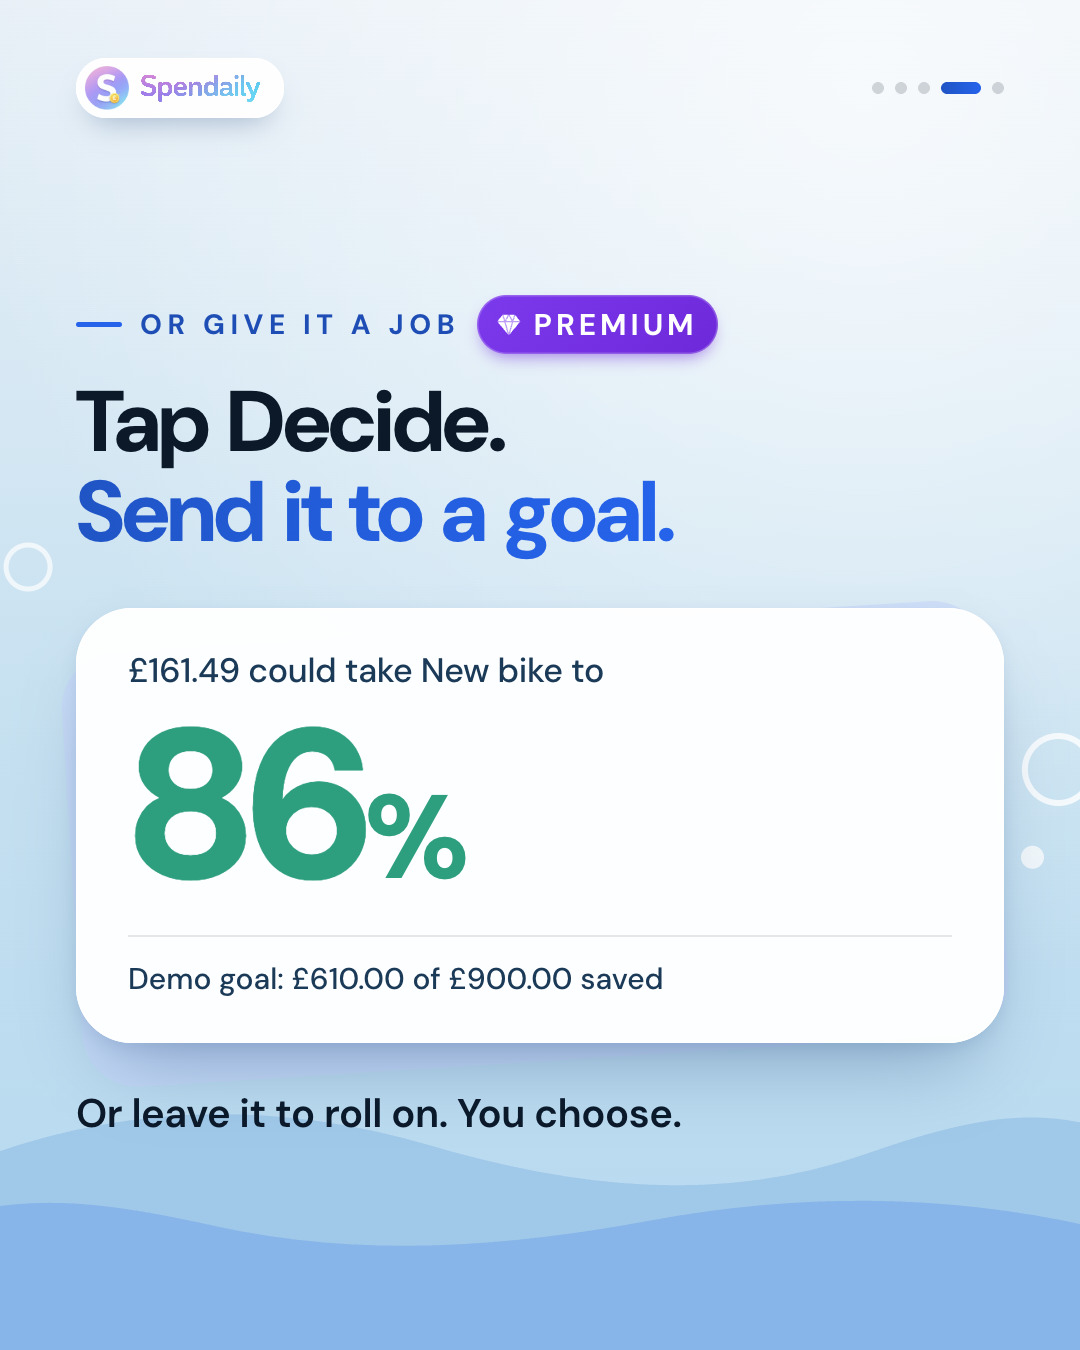 Spendaily
OR GIVE IT A JOB PREMIUM
Tap Decide.
Send it to a goal.
£161.49 could take New bike to
86%
Demo goal: £610.00 of £900.00 saved
Or leave it to roll on. You choose.